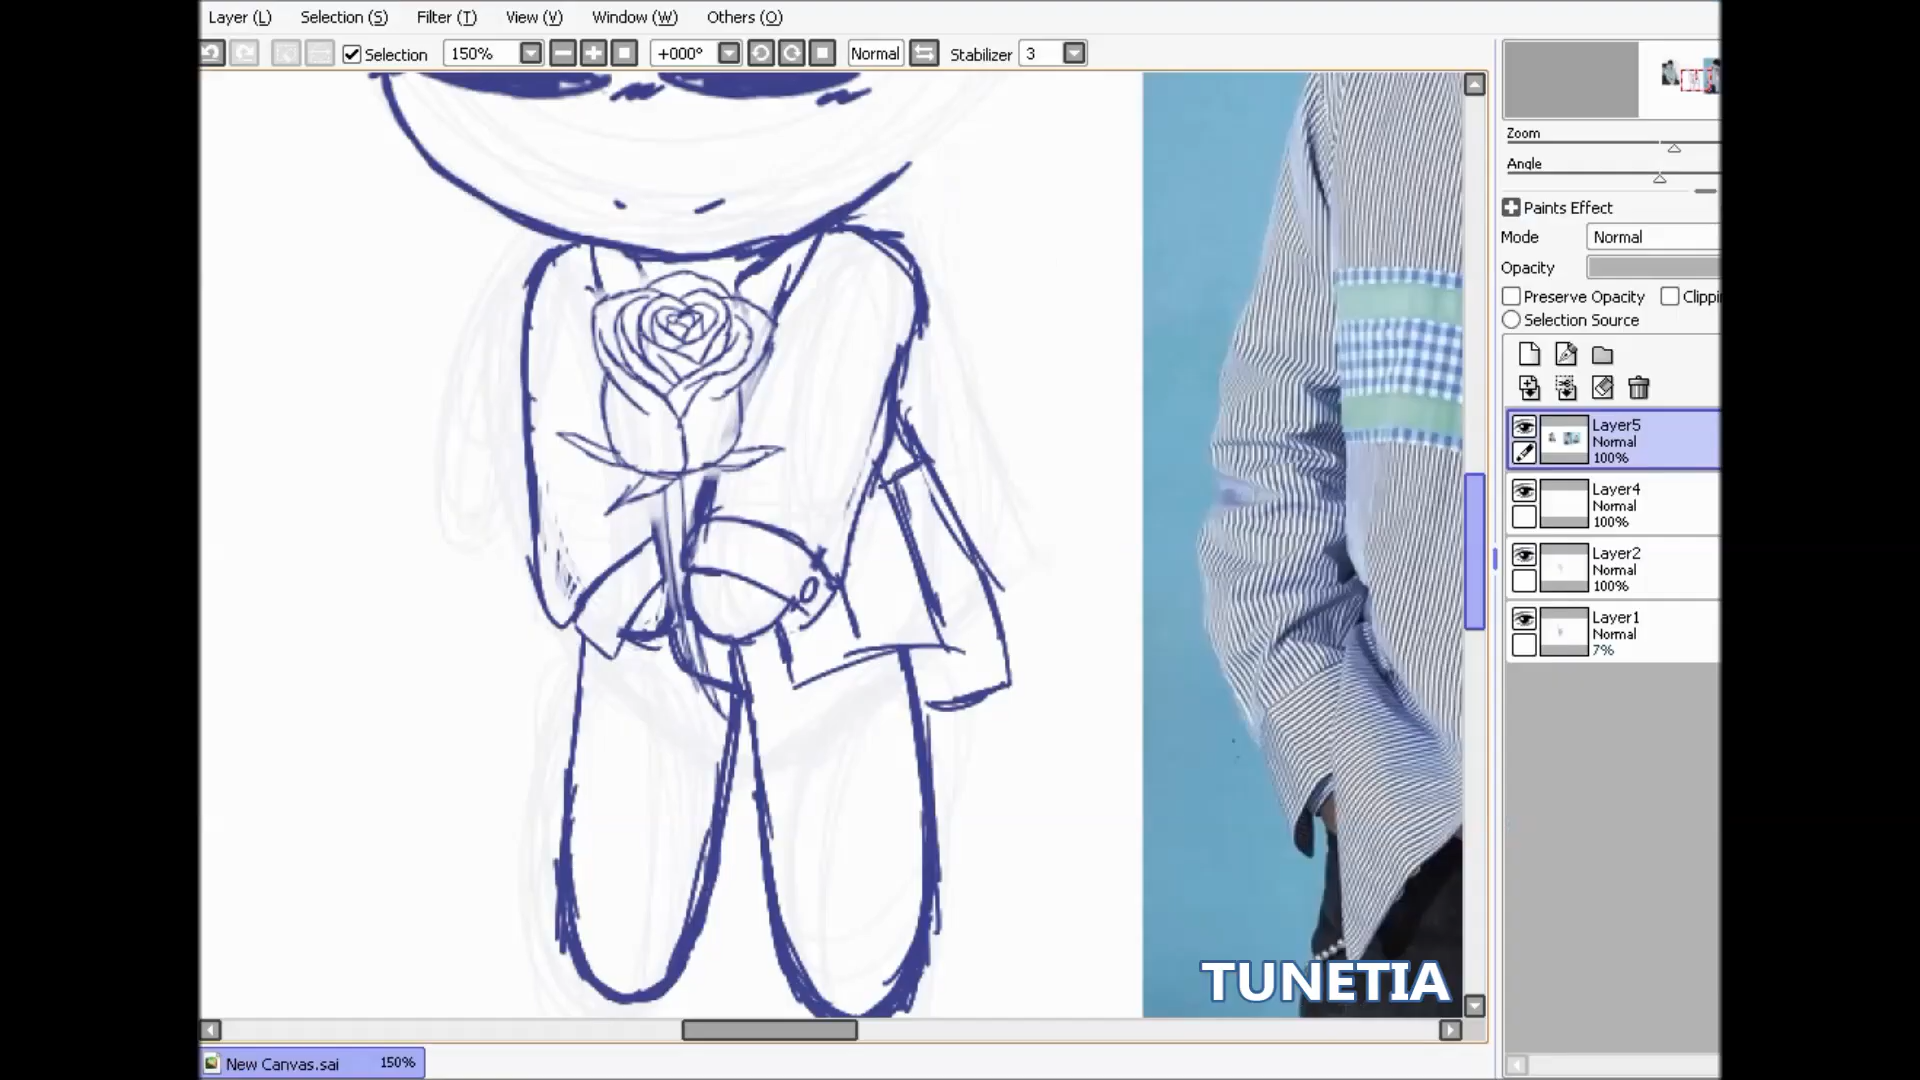 Layer (L) Selection (S) Filter (T) View (V) Window (W) Others (O)
Selection 150% +000° Normal Stabilizer 3
Zoom
Angle
Paints Effect
Mode Normal
Opacity
Preserve Opacity Clippi
Selection Source
Layer5
Normal
100%
Layer4
Normal
100%
Layer2
Normal
100%
Layer1
Normal
7%
TUNETIA
New Canvas.sai 150%